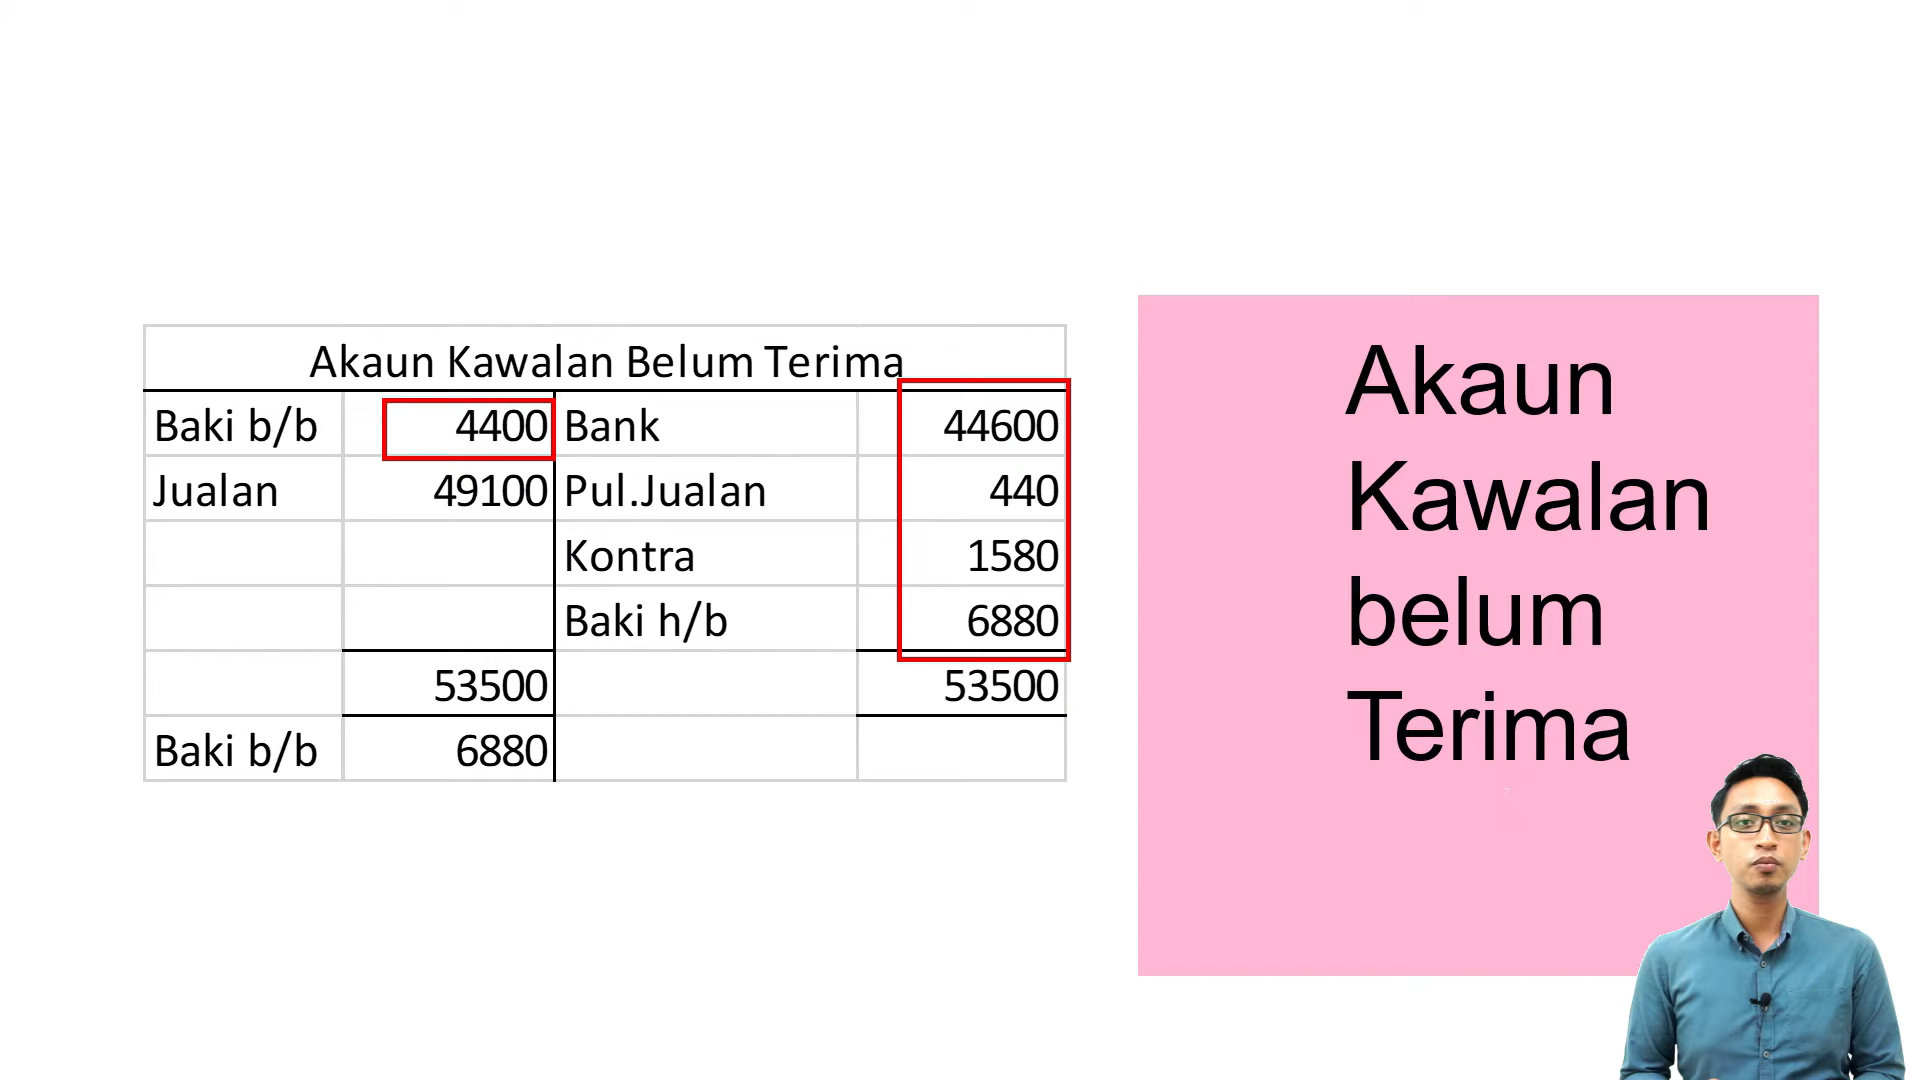 Akaun Kawalan Belum Terima
Baki b/b 4400 Bank 44600
Jualan 49100 Pul.Jualan 440
Kontra 1580
Baki h/b 6880
53500 53500
Baki b/b 6880
Akaun
Kawalan
belum
Terima
7